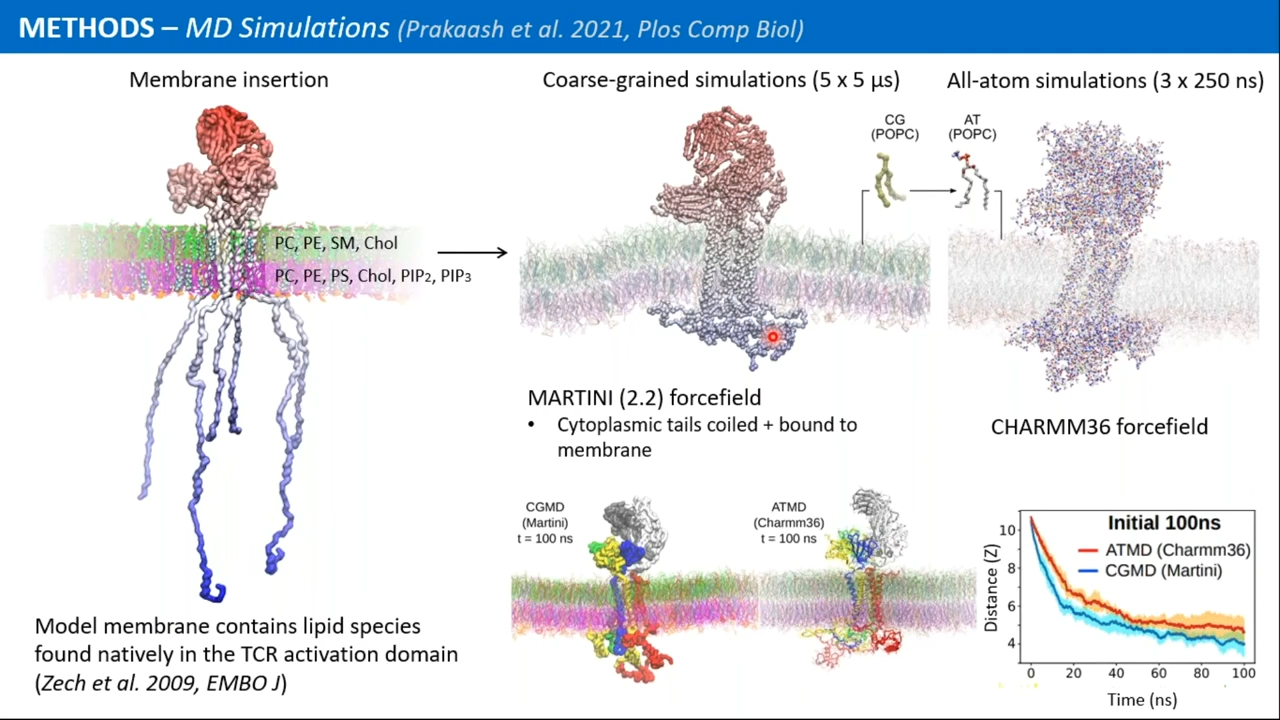 METHODS – MD Simulations (Prakaash et al. 2021, Plos Comp Biol)
Membrane insertion
Coarse-grained simulations (5 x 5 µs)
All-atom simulations (3 x 250 ns)
CG
(POPC)
AT
(POPC)
PC, PE, SM, Chol
PC, PE, PS, Chol, PIP₂, PIP₃
MARTINI (2.2) forcefield
• Cytoplasmic tails coiled + bound to
membrane
CHARMM36 forcefield
CGMD
(Martini)
t = 100 ns
ATMD
(Charmm36)
t = 100 ns
Initial 100ns
ATMD (Charmm36)
CGMD (Martini)
Distance (Z)
10
8
6
4
0 20 40 60 80 100
Time (ns)
Model membrane contains lipid species
found natively in the TCR activation domain
(Zech et al. 2009, EMBO J)